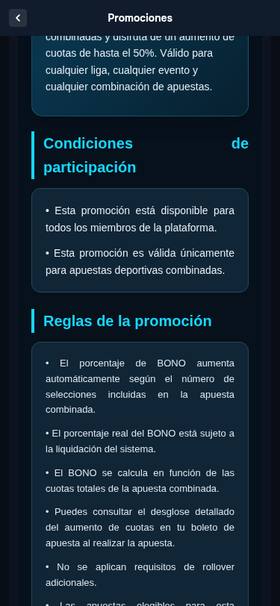 Promociones
combinadas y disfruta de un aumento de
cuotas de hasta el 50%. Válido para
cualquier liga, cualquier evento y
cualquier combinación de apuestas.
Condiciones de
participación
• Esta promoción está disponible para
todos los miembros de la plataforma.
• Esta promoción es válida únicamente
para apuestas deportivas combinadas.
Reglas de la promoción
• El porcentaje de BONO aumenta
automáticamente según el número de
selecciones incluidas en la apuesta
combinada.
• El porcentaje real del BONO está sujeto a
la liquidación del sistema.
• El BONO se calcula en función de las
cuotas totales de la apuesta combinada.
• Puedes consultar el desglose detallado
del aumento de cuotas en tu boleto de
apuesta al realizar la apuesta.
• No se aplican requisitos de rollover
adicionales.
• Las apuestas elegibles para esta